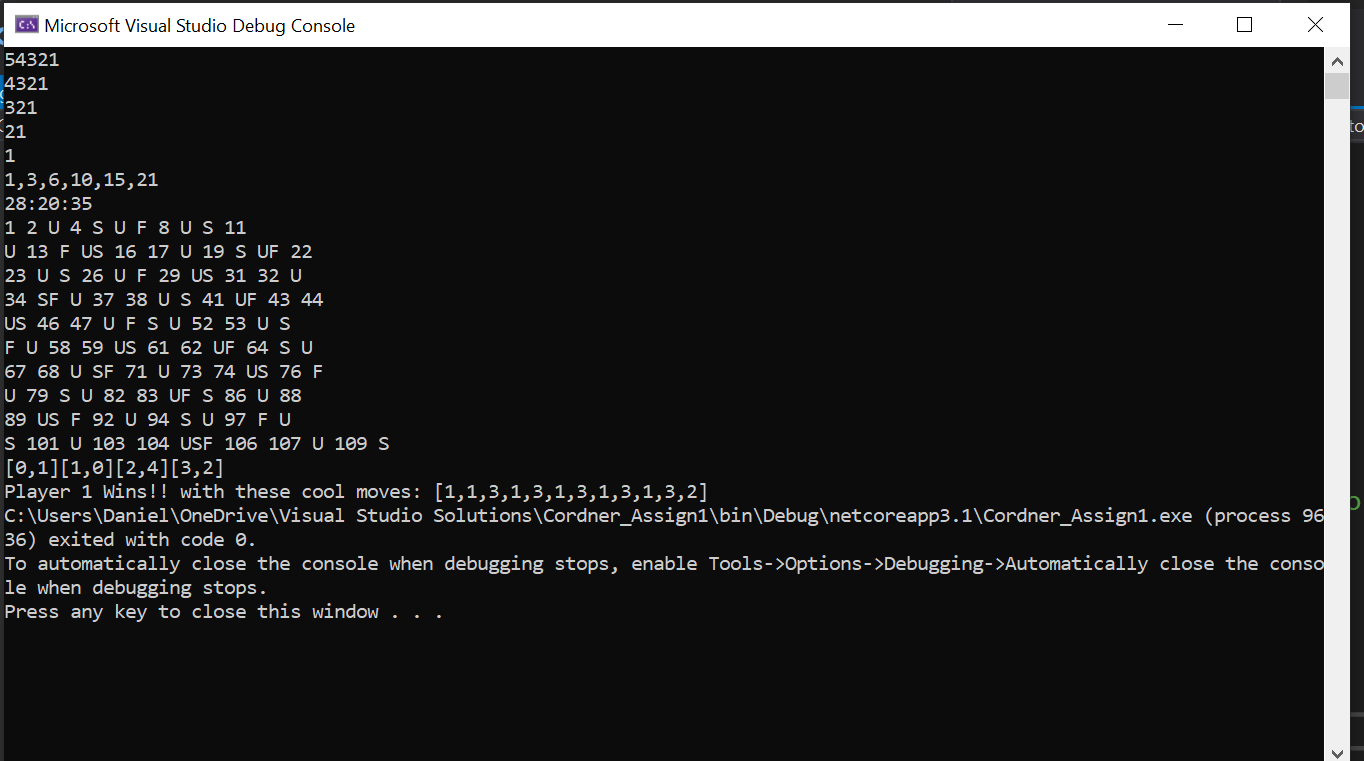 Microsoft Visual Studio Debug Console
54321
4321
321
21
1
1,3,6,10,15,21
28:20:35
1 2 U 4 S U F 8 U S 11
U 13 F US 16 17 U 19 S UF 22
23 U S 26 U F 29 US 31 32 U
34 SF U 37 38 U S 41 UF 43 44
US 46 47 U F S U 52 53 U S
F U 58 59 US 61 62 UF 64 S U
67 68 U SF 71 U 73 74 US 76 F
U 79 S U 82 83 UF S 86 U 88
89 US F 92 U 94 S U 97 F U
S 101 U 103 104 USF 106 107 U 109 S
[0,1][1,0][2,4][3,2]
Player 1 Wins!! with these cool moves: [1,1,3,1,3,1,3,1,3,1,3,2]
C:\Users\Daniel\OneDrive\Visual Studio Solutions\Cordner_Assign1\bin\Debug\netcoreapp3.1\Cordner_Assign1.exe (process 96
36) exited with code 0.
To automatically close the console when debugging stops, enable Tools->Options->Debugging->Automatically close the conso
le when debugging stops.
Press any key to close this window . . .